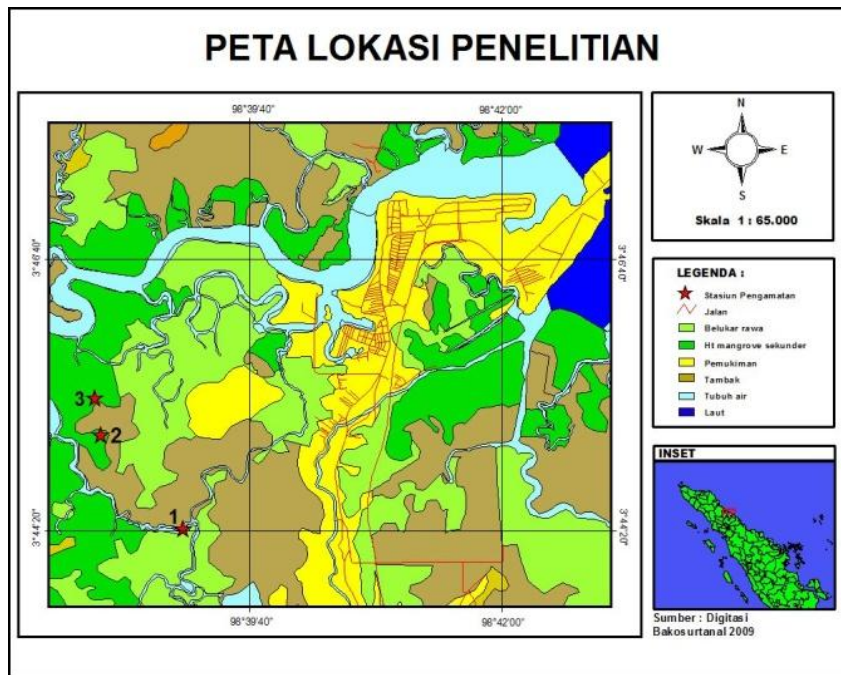 PETA LOKASI PENELITIAN
98°39'40"
98°42'00"
N
W
E
S
Skala 1 : 65.000
3°46'40"
3°46'40"
LEGENDA :
Stasiun Pengamatan
Jalan
Belukar rawa
Ht mangrove sekunder
Pemukiman
Tambak
Tubuh air
Laut
3
2
1
3°44'20"
3°44'20"
98°39'40"
98°42'00"
INSET
Sumber : Digitasi
Bakosurtanal 2009